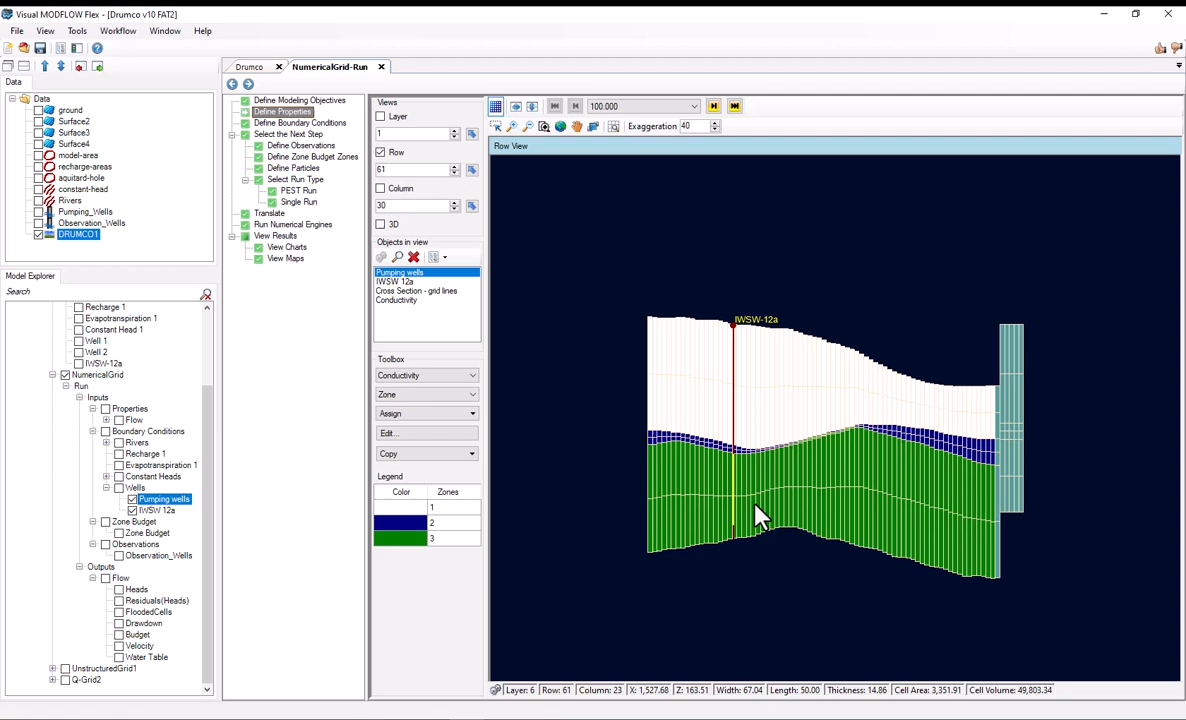 Visual MODFLOW Flex - [Drumco v10 FAT2]
File View Tools Workflow Window Help
Data
Data
ground
Surface2
Surface3
Surface4
model-area
recharge-areas
aquitard-hole
constant-head
Rivers
Pumping_Wells
Observation_Wells
DRUMCO1
Model Explorer
Search
Recharge 1
Evapotranspiration 1
Constant Head 1
Well 1
Well 2
IWSW-12a
NumericalGrid
Run
Inputs
Properties
Flow
Boundary Conditions
Rivers
Recharge 1
Evapotranspiration 1
Constant Heads
Wells
Pumping wells
IWSW 12a
Zone Budget
Zone Budget
Observations
Observation_Wells
Outputs
Flow
Heads
Residuals(Heads)
FloodedCells
Drawdown
Budget
Velocity
Water Table
UnstructuredGrid1
Q-Grid2
Drumco NumericalGrid-Run
Define Modeling Objectives
Define Properties
Define Boundary Conditions
Select the Next Step
Define Observations
Define Zone Budget Zones
Define Particles
Select Run Type
PEST Run
Single Run
Translate
Run Numerical Engines
View Results
View Charts
View Maps
Views
Layer
1
Row
61
Column
30
3D
Objects in view
Pumping wells
IWSW 12a
Cross Section - grid lines
Conductivity
Toolbox
Conductivity
Zone
Assign
Edit...
Copy
Legend
Color Zones
1
2
3
100.000
Exaggeration 40
Row View
IWSW-12a
Layer: 6 Row: 61 Column: 23 X: 1,527.68 Z: 163.51 Width: 67.04 Length: 50.00 Thickness: 14.86 Cell Area: 3,351.91 Cell Volume: 49,803.34